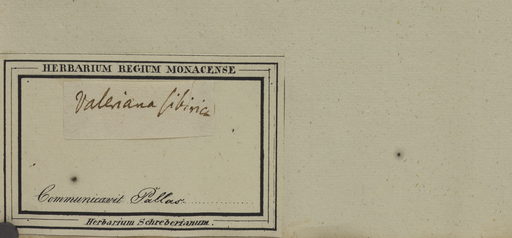 HERBARIUM REGIUM MONACENSE
Valeriana sibirica
Communicavit Pallas
Herbarium Schreberianum.